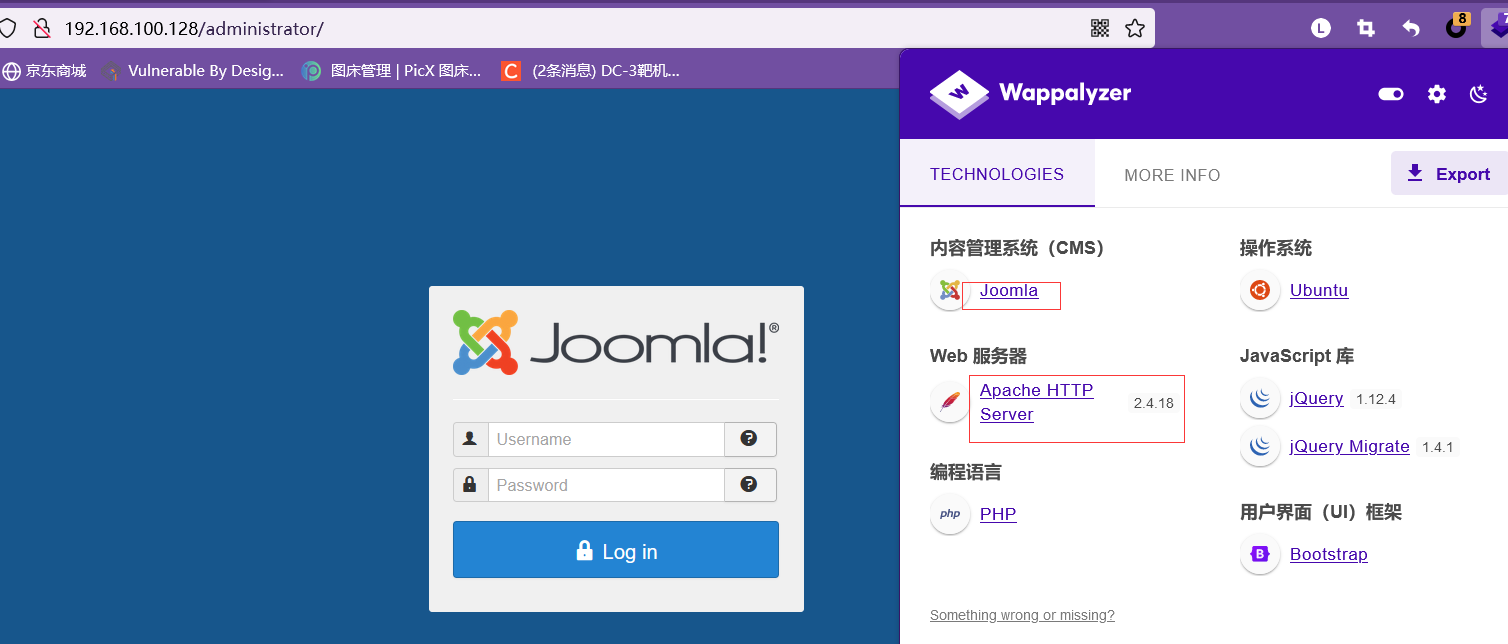 192.168.100.128/administrator/
L
8
7
京东商城
Vulnerable By Desig...
图床管理 | PicX 图床...
C
(2条消息) DC-3靶机...
Wappalyzer
TECHNOLOGIES
MORE INFO
Export
内容管理系统（CMS）
操作系统
Joomla
Ubuntu
Web 服务器
JavaScript 库
Apache HTTP
Server
2.4.18
jQuery
1.12.4
jQuery Migrate
1.4.1
编程语言
php
PHP
用户界面（UI）框架
B
Bootstrap
Something wrong or missing?
Joomla!®
Username
Password
Log in